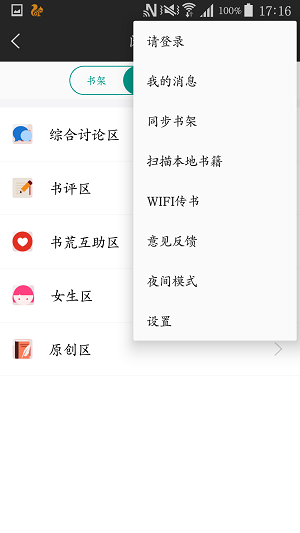 100% 17:16
请登录
我的消息
书架
同步书架
综合讨论区
扫描本地书籍
书评区
WIFI传书
书荒互助区
意见反馈
夜间模式
女生区
设置
原创区